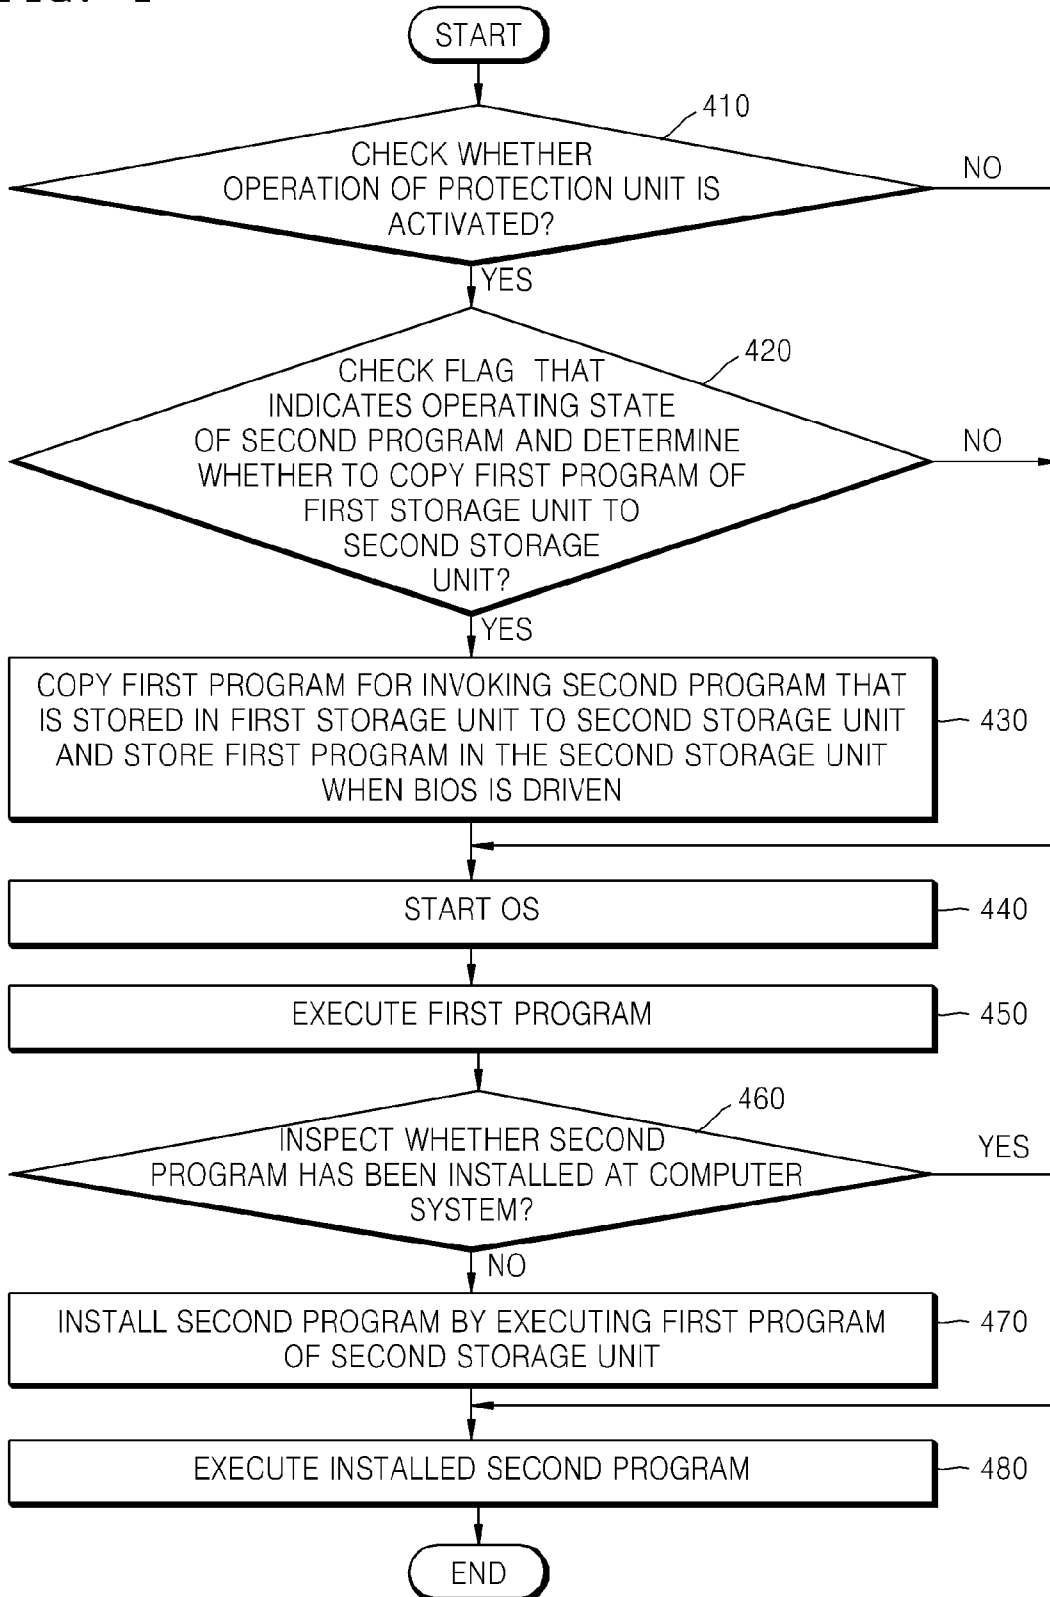 START
410
CHECK WHETHER
OPERATION OF PROTECTION UNIT IS
ACTIVATED?
NO
YES
420
CHECK FLAG THAT
INDICATES OPERATING STATE
OF SECOND PROGRAM AND DETERMINE
WHETHER TO COPY FIRST PROGRAM OF
FIRST STORAGE UNIT TO
SECOND STORAGE
UNIT?
NO
YES
COPY FIRST PROGRAM FOR INVOKING SECOND PROGRAM THAT
IS STORED IN FIRST STORAGE UNIT TO SECOND STORAGE UNIT
AND STORE FIRST PROGRAM IN THE SECOND STORAGE UNIT
WHEN BIOS IS DRIVEN
430
START OS
440
EXECUTE FIRST PROGRAM
450
460
INSPECT WHETHER SECOND
PROGRAM HAS BEEN INSTALLED AT COMPUTER
SYSTEM?
YES
NO
INSTALL SECOND PROGRAM BY EXECUTING FIRST PROGRAM
OF SECOND STORAGE UNIT
470
EXECUTE INSTALLED SECOND PROGRAM
480
END